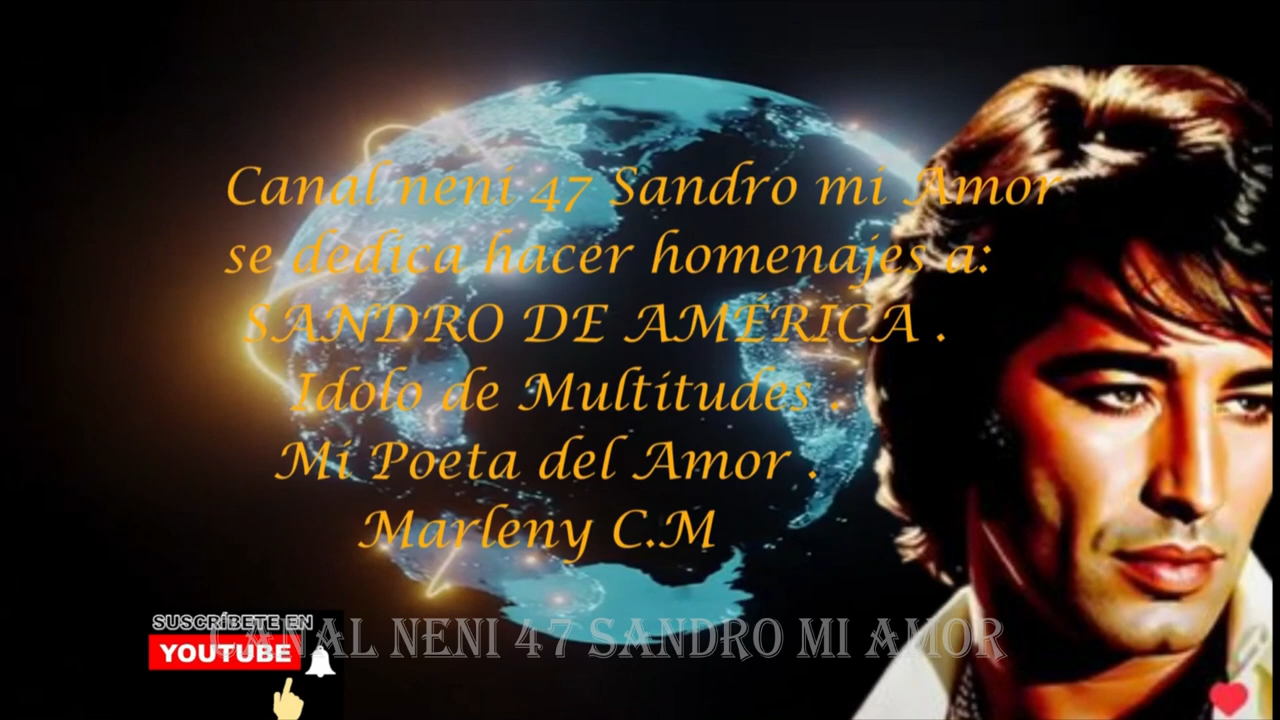 Canal neni 47 Sandro mi Amor
se dedica hacer homenajes a:
SANDRO DE AMÉRICA .
Idolo de Multitudes .
Mi Poeta del Amor .
Marleny C.M
SUSCRÍBETE EN
YOUTUBE
CANAL NENI 47 SANDRO MI AMOR